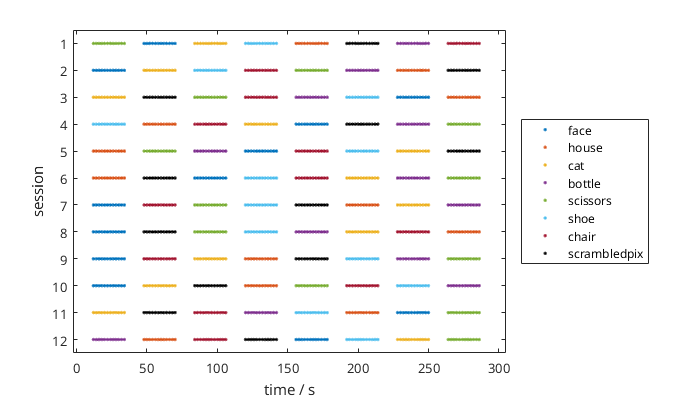 session
1
2
3
4
5
6
7
8
9
10
11
12
0 50 100 150 200 250 300
time / s
face
house
cat
bottle
scissors
shoe
chair
scrambledpix